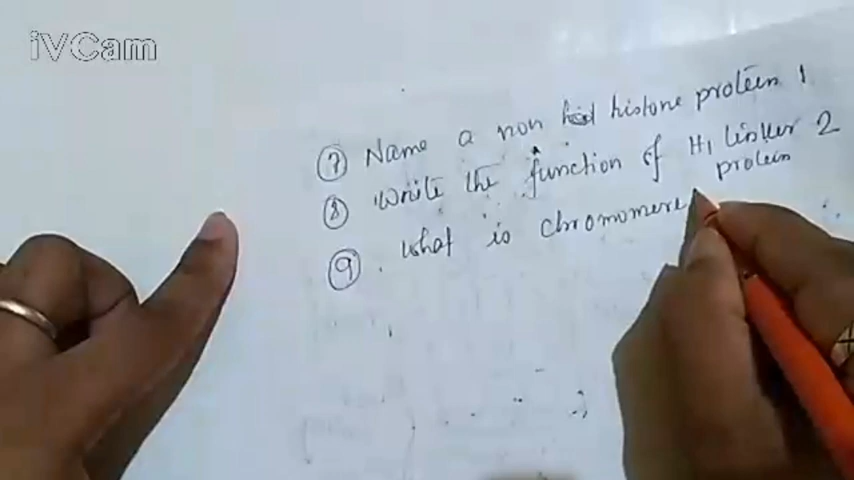 iVCam
⑦ Name a non histone protein 1
⑧ Write the function of H1 linker 2
protein
⑨. What is chromomere